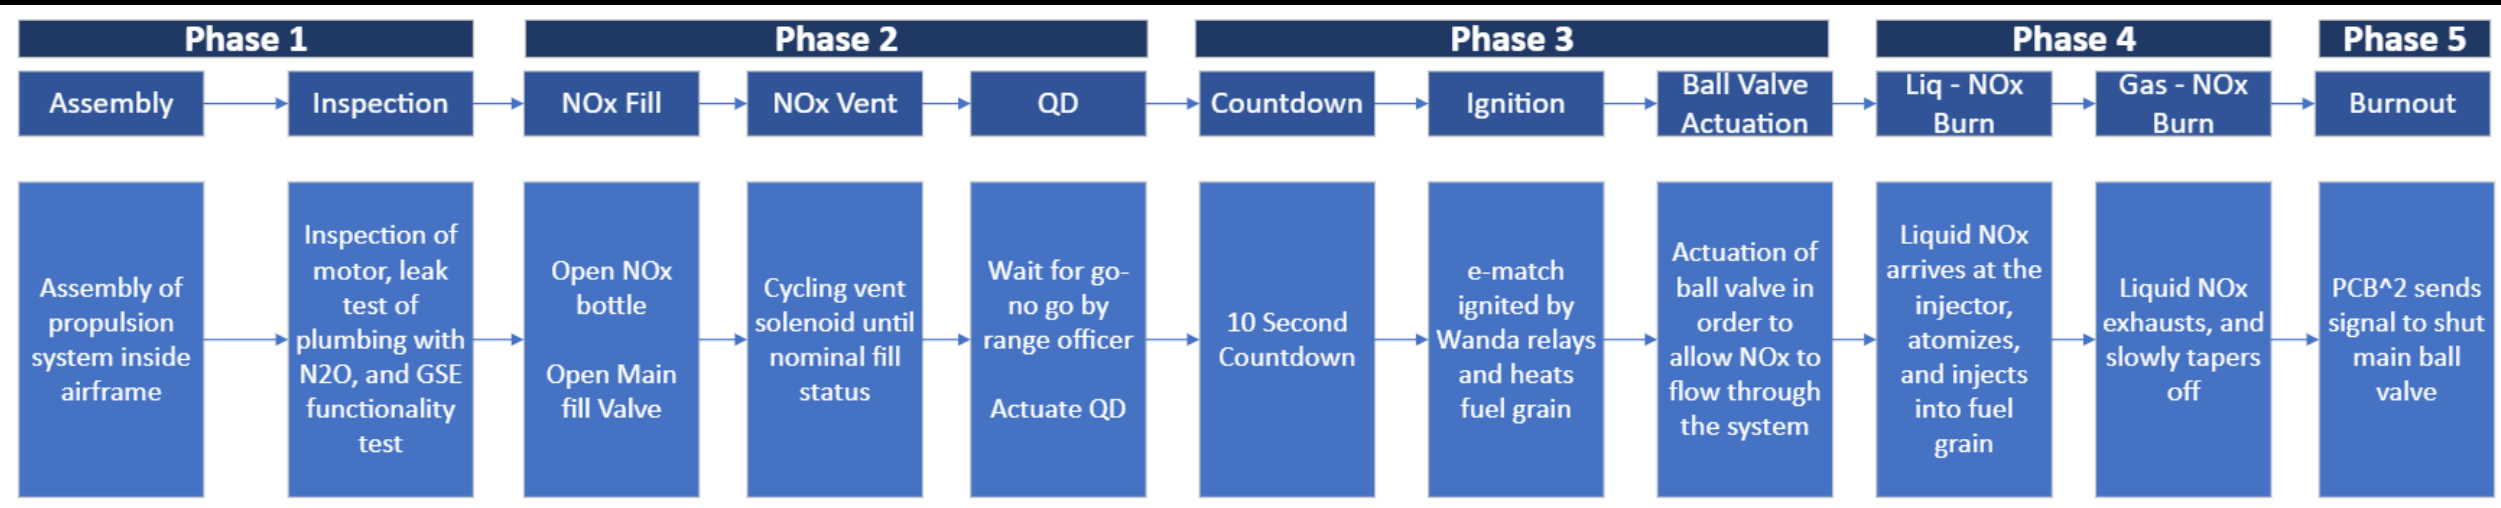 Phase 1
Phase 2
Phase 3
Phase 4
Phase 5
Assembly
Inspection
NOx Fill
NOx Vent
QD
Countdown
Ignition
Ball Valve
Actuation
Liq - NOx
Burn
Gas - NOx
Burn
Burnout
Assembly of
propulsion
system inside
airframe
Inspection of
motor, leak
test of
plumbing with
N2O, and GSE
functionality
test
Open NOx
bottle
Open Main
fill Valve
Cycling vent
solenoid until
nominal fill
status
Wait for go-
no go by
range officer
Actuate QD
10 Second
Countdown
e-match
ignited by
Wanda relays
and heats
fuel grain
Actuation of
ball valve in
order to
allow NOx to
flow through
the system
Liquid NOx
arrives at the
injector,
atomizes,
and injects
into fuel
grain
Liquid NOx
exhausts, and
slowly tapers
off
PCB^2 sends
signal to shut
main ball
valve